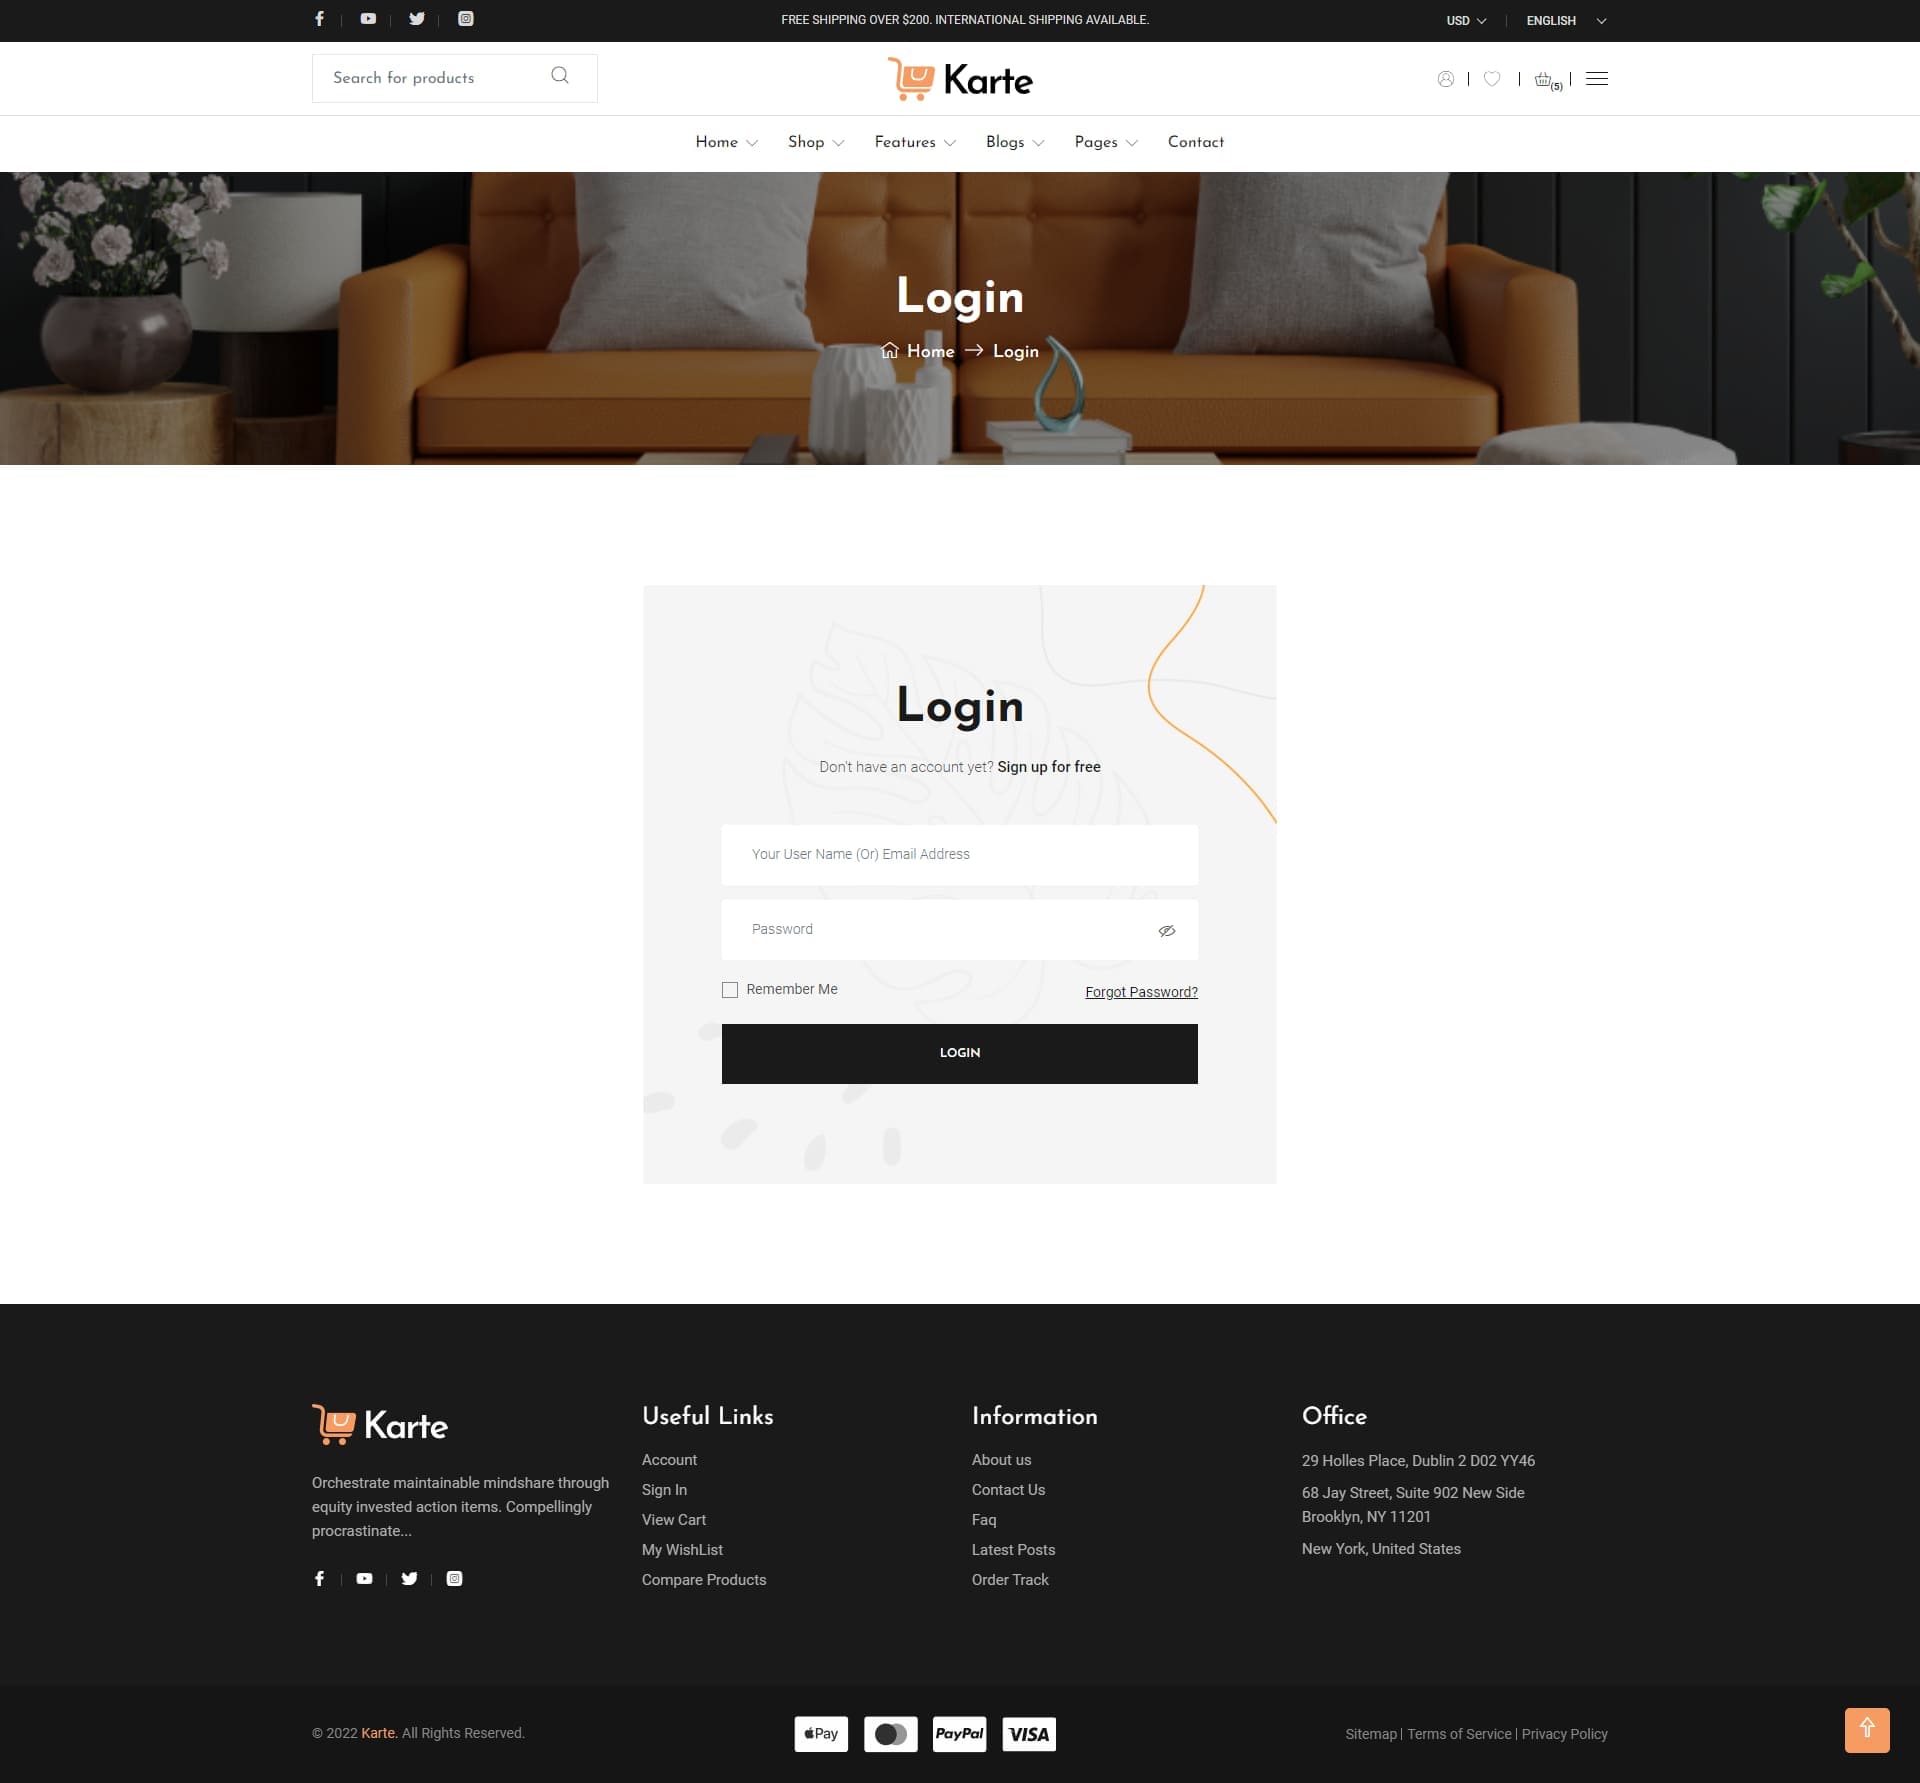 FREE SHIPPING OVER $200. INTERNATIONAL SHIPPING AVAILABLE.
USD
ENGLISH
Search for products
Karte
(5)
Home
Shop
Features
Blogs
Pages
Contact
Login
Home
Login
Login
Don't have an account yet? Sign up for free
Your User Name (Or) Email Address
Password
Remember Me
Forgot Password?
LOGIN
Karte
Orchestrate maintainable mindshare through
equity invested action items. Compellingly
procrastinate...
Useful Links
Account
Sign In
View Cart
My WishList
Compare Products
Information
About us
Contact Us
Faq
Latest Posts
Order Track
Office
29 Holles Place, Dublin 2 D02 YY46
68 Jay Street, Suite 902 New Side
Brooklyn, NY 11201
New York, United States
© 2022 Karte. All Rights Reserved.
Pay
PayPal
VISA
Sitemap | Terms of Service | Privacy Policy